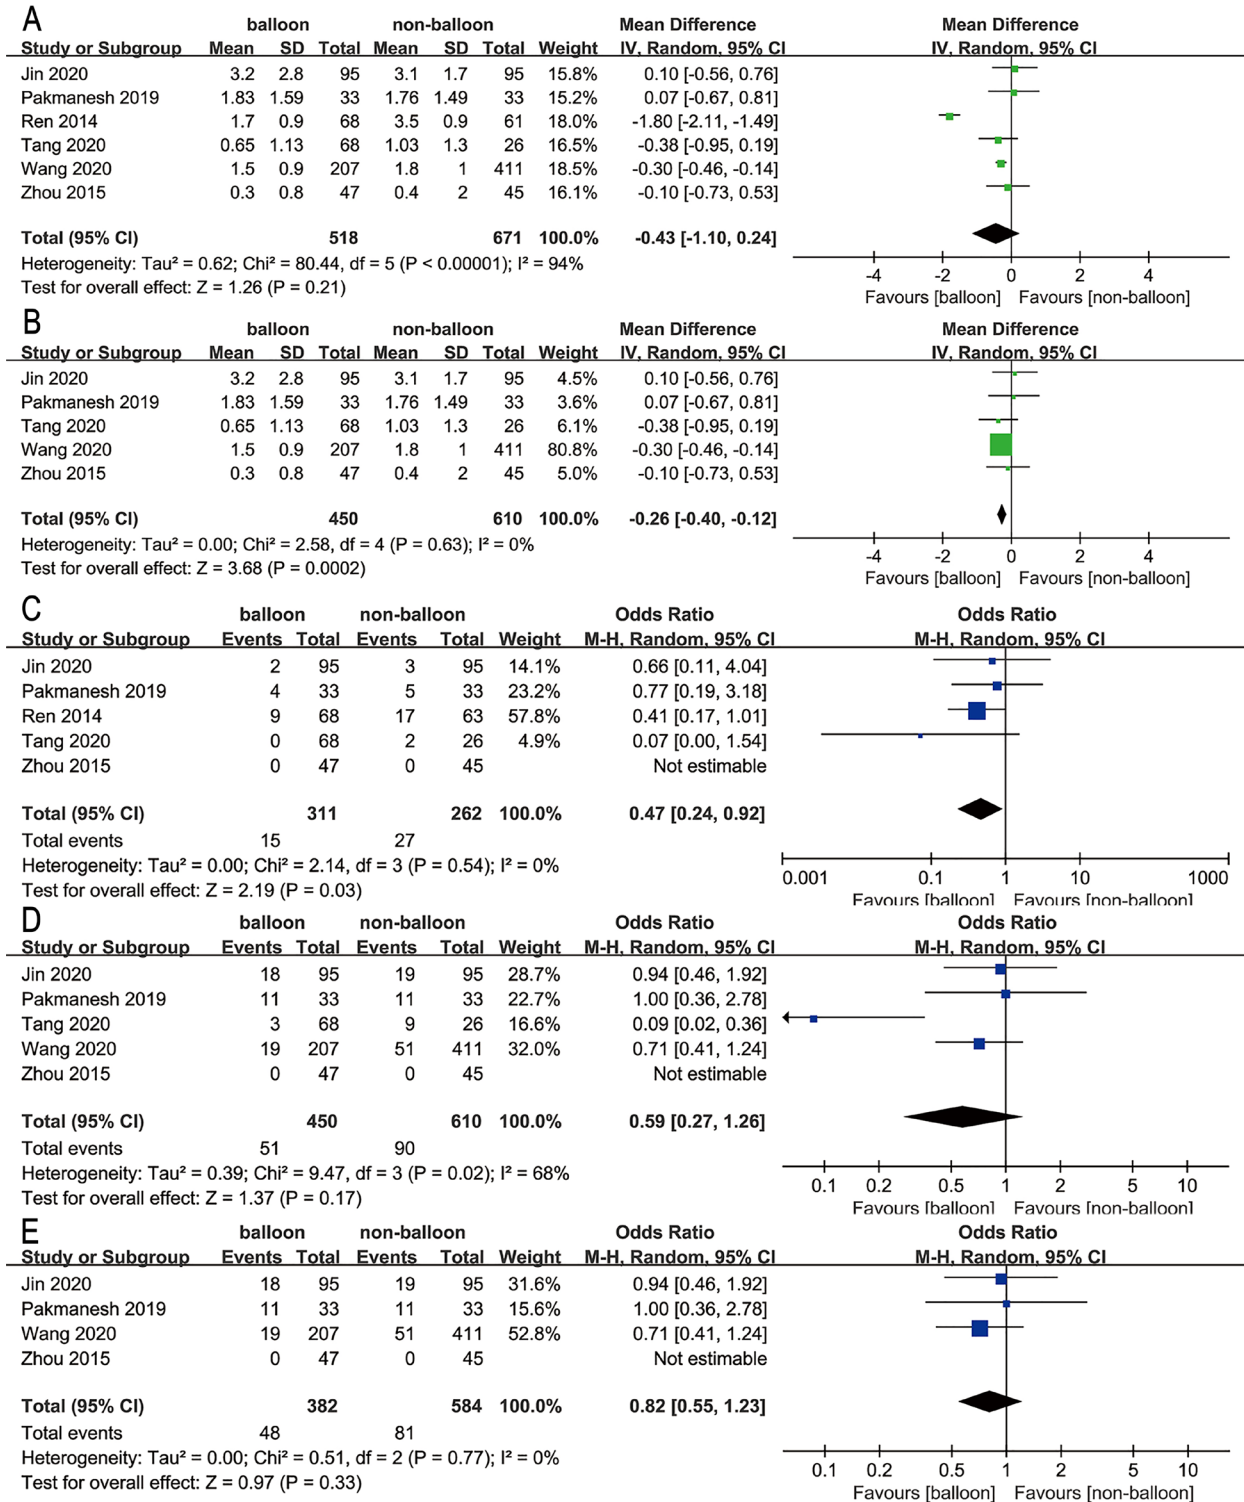 A
balloon non-balloon Mean Difference Mean Difference
Study or Subgroup Mean SD Total Mean SD Total Weight IV, Random, 95% CI IV, Random, 95% CI
Jin 2020 3.2 2.8 95 3.1 1.7 95 15.8% 0.10 [-0.56, 0.76]
Pakmanesh 2019 1.83 1.59 33 1.76 1.49 33 15.2% 0.07 [-0.67, 0.81]
Ren 2014 1.7 0.9 68 3.5 0.9 61 18.0% -1.80 [-2.11, -1.49]
Tang 2020 0.65 1.13 68 1.03 1.3 26 16.5% -0.38 [-0.95, 0.19]
Wang 2020 1.5 0.9 207 1.8 1 411 18.5% -0.30 [-0.46, -0.14]
Zhou 2015 0.3 0.8 47 0.4 2 45 16.1% -0.10 [-0.73, 0.53]
Total (95% CI) 518 671 100.0% -0.43 [-1.10, 0.24]
Heterogeneity: Tau² = 0.62; Chi² = 80.44, df = 5 (P < 0.00001); I² = 94%
Test for overall effect: Z = 1.26 (P = 0.21)
-4 -2 0 2 4
Favours [balloon] Favours [non-balloon]
B
balloon non-balloon Mean Difference Mean Difference
Study or Subgroup Mean SD Total Mean SD Total Weight IV, Random, 95% CI IV, Random, 95% CI
Jin 2020 3.2 2.8 95 3.1 1.7 95 4.5% 0.10 [-0.56, 0.76]
Pakmanesh 2019 1.83 1.59 33 1.76 1.49 33 3.6% 0.07 [-0.67, 0.81]
Tang 2020 0.65 1.13 68 1.03 1.3 26 6.1% -0.38 [-0.95, 0.19]
Wang 2020 1.5 0.9 207 1.8 1 411 80.8% -0.30 [-0.46, -0.14]
Zhou 2015 0.3 0.8 47 0.4 2 45 5.0% -0.10 [-0.73, 0.53]
Total (95% CI) 450 610 100.0% -0.26 [-0.40, -0.12]
Heterogeneity: Tau² = 0.00; Chi² = 2.58, df = 4 (P = 0.63); I² = 0%
Test for overall effect: Z = 3.68 (P = 0.0002)
-4 -2 0 2 4
Favours [balloon] Favours [non-balloon]
C
balloon non-balloon Odds Ratio Odds Ratio
Study or Subgroup Events Total Events Total Weight M-H, Random, 95% CI M-H, Random, 95% CI
Jin 2020 2 95 3 95 14.1% 0.66 [0.11, 4.04]
Pakmanesh 2019 4 33 5 33 23.2% 0.77 [0.19, 3.18]
Ren 2014 9 68 17 63 57.8% 0.41 [0.17, 1.01]
Tang 2020 0 68 2 26 4.9% 0.07 [0.00, 1.54]
Zhou 2015 0 47 0 45 Not estimable
Total (95% CI) 311 262 100.0% 0.47 [0.24, 0.92]
Total events 15 27
Heterogeneity: Tau² = 0.00; Chi² = 2.14, df = 3 (P = 0.54); I² = 0%
Test for overall effect: Z = 2.19 (P = 0.03)
0.001 0.1 1 10 1000
Favours [balloon] Favours [non-balloon]
D
balloon non-balloon Odds Ratio Odds Ratio
Study or Subgroup Events Total Events Total Weight M-H, Random, 95% CI M-H, Random, 95% CI
Jin 2020 18 95 19 95 28.7% 0.94 [0.46, 1.92]
Pakmanesh 2019 11 33 11 33 22.7% 1.00 [0.36, 2.78]
Tang 2020 3 68 9 26 16.6% 0.09 [0.02, 0.36]
Wang 2020 19 207 51 411 32.0% 0.71 [0.41, 1.24]
Zhou 2015 0 47 0 45 Not estimable
Total (95% CI) 450 610 100.0% 0.59 [0.27, 1.26]
Total events 51 90
Heterogeneity: Tau² = 0.39; Chi² = 9.47, df = 3 (P = 0.02); I² = 68%
Test for overall effect: Z = 1.37 (P = 0.17)
0.1 0.2 0.5 1 2 5 10
Favours [balloon] Favours [non-balloon]
E
balloon non-balloon Odds Ratio Odds Ratio
Study or Subgroup Events Total Events Total Weight M-H, Random, 95% CI M-H, Random, 95% CI
Jin 2020 18 95 19 95 31.6% 0.94 [0.46, 1.92]
Pakmanesh 2019 11 33 11 33 15.6% 1.00 [0.36, 2.78]
Wang 2020 19 207 51 411 52.8% 0.71 [0.41, 1.24]
Zhou 2015 0 47 0 45 Not estimable
Total (95% CI) 382 584 100.0% 0.82 [0.55, 1.23]
Total events 48 81
Heterogeneity: Tau² = 0.00; Chi² = 0.51, df = 2 (P = 0.77); I² = 0%
Test for overall effect: Z = 0.97 (P = 0.33)
0.1 0.2 0.5 1 2 5 10
Favours [balloon] Favours [non-balloon]